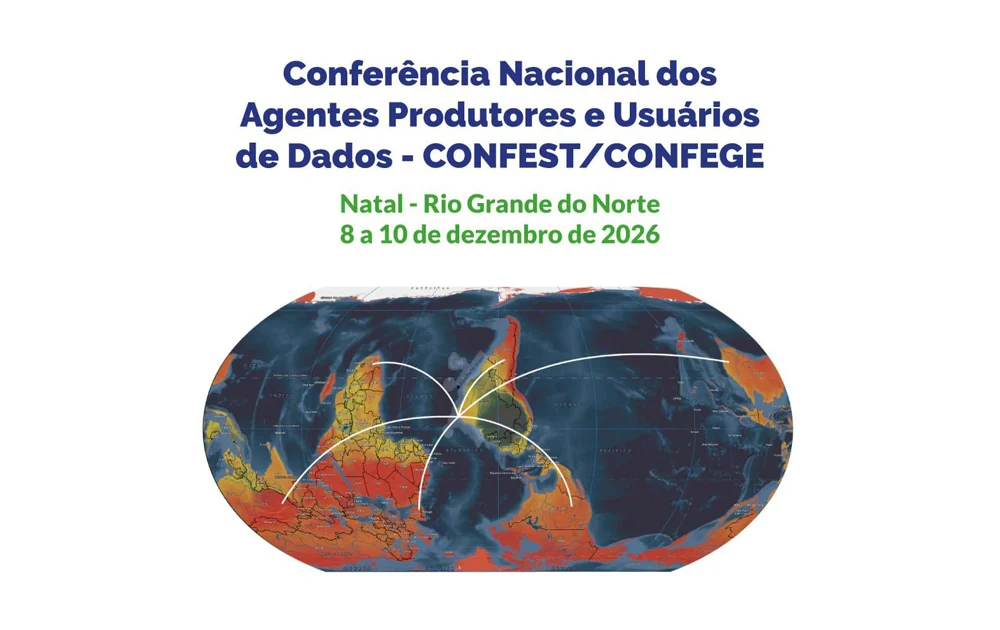 Conferência Nacional dos
Agentes Produtores e Usuários
de Dados - CONFEST/CONFEGE
Natal - Rio Grande do Norte
8 a 10 de dezembro de 2026